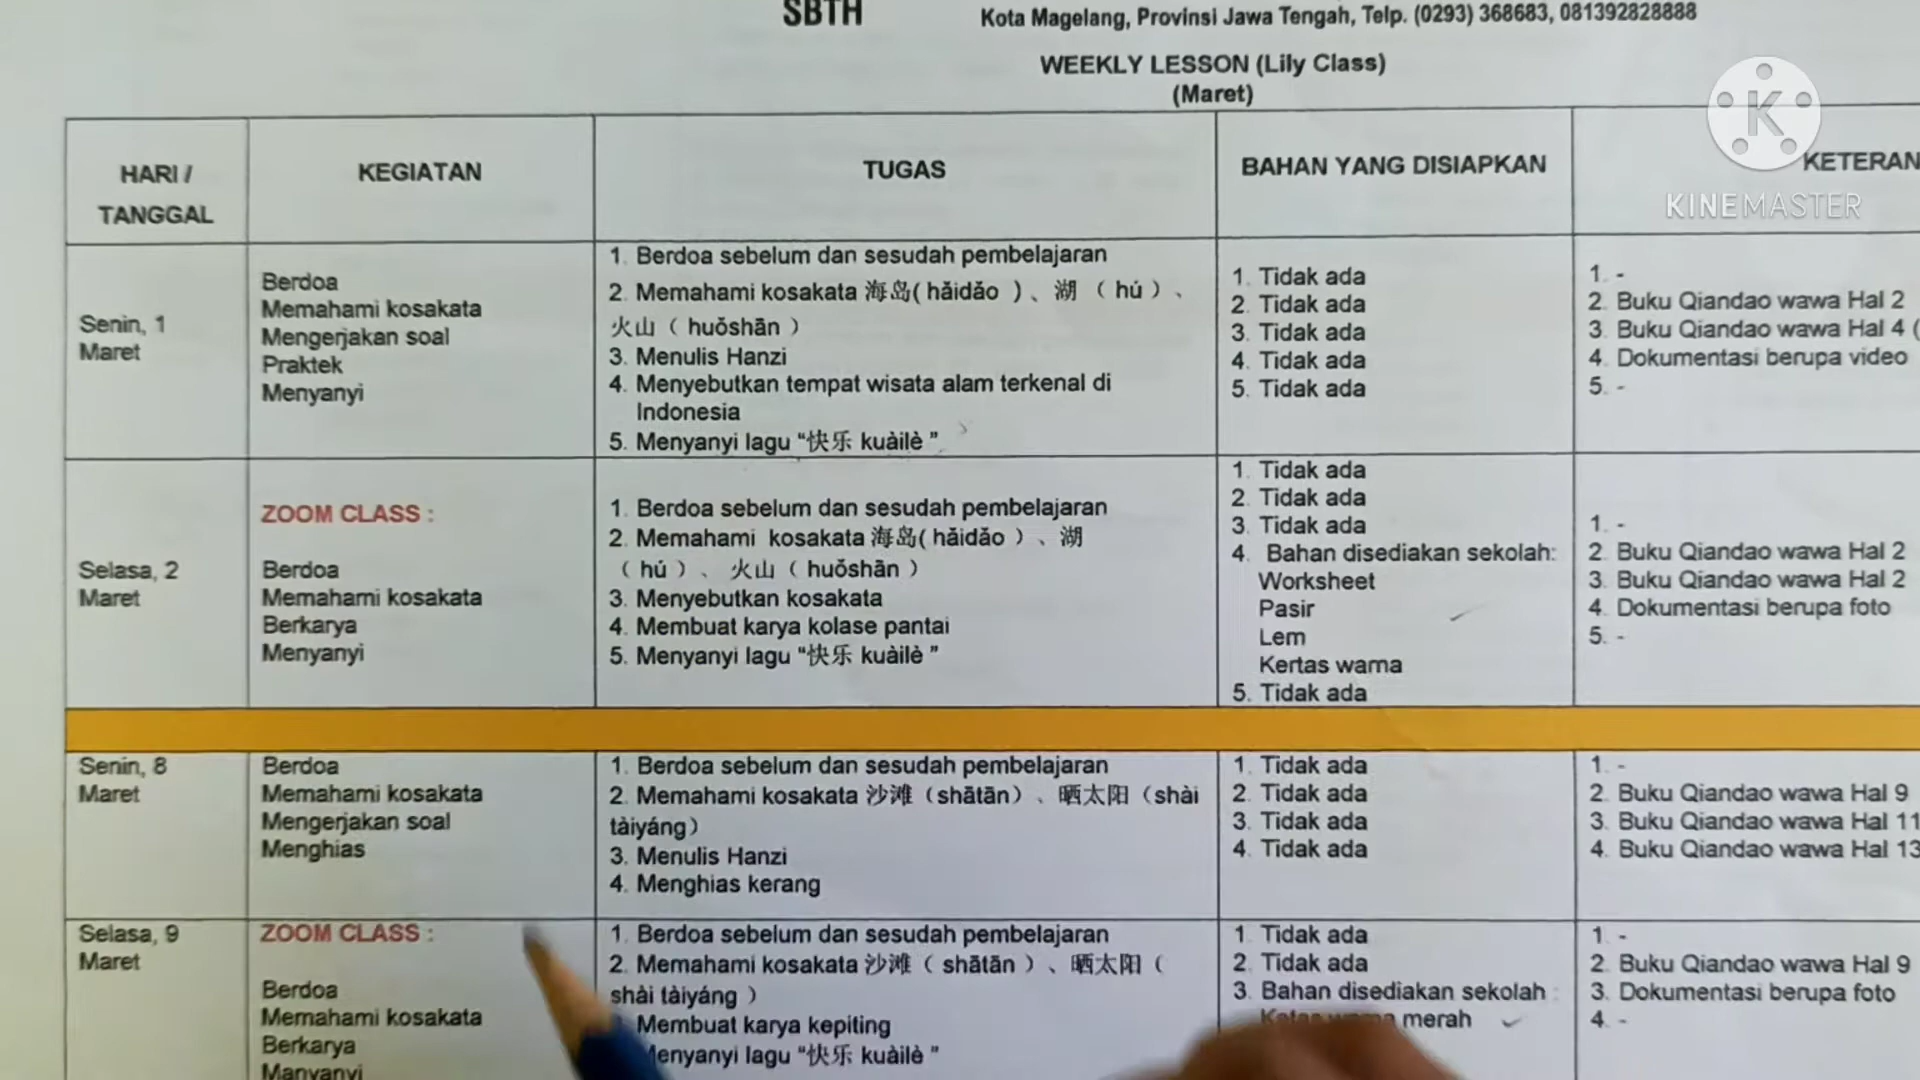 SBTH
Kota Magelang, Provinsi Jawa Tengah, Telp. (0293) 368683, 081392828888
WEEKLY LESSON (Lily Class)
(Maret)
KINEMASTER
HARI /
TANGGAL
KEGIATAN
TUGAS
BAHAN YANG DISIAPKAN
KETERAN
Senin, 1
Maret
Berdoa
Memahami kosakata
Mengerjakan soal
Praktek
Menyanyi
1. Berdoa sebelum dan sesudah pembelajaran
2. Memahami kosakata 海岛( hǎidǎo )、湖 ( hú )、
火山 ( huǒshān )
3. Menulis Hanzi
4. Menyebutkan tempat wisata alam terkenal di
Indonesia
5. Menyanyi lagu “快乐 kuàilè ”
1. Tidak ada
2. Tidak ada
3. Tidak ada
4. Tidak ada
5. Tidak ada
1. -
2. Buku Qiandao wawa Hal 2
3. Buku Qiandao wawa Hal 4 (
4. Dokumentasi berupa video
5. -
Selasa, 2
Maret
ZOOM CLASS :
Berdoa
Memahami kosakata
Berkarya
Menyanyi
1. Berdoa sebelum dan sesudah pembelajaran
2. Memahami kosakata 海岛( hǎidǎo )、湖
( hú )、 火山 ( huǒshān )
3. Menyebutkan kosakata
4. Membuat karya kolase pantai
5. Menyanyi lagu “快乐 kuàilè ”
1. Tidak ada
2. Tidak ada
3. Tidak ada
4. Bahan disediakan sekolah:
Worksheet
Pasir
Lem
Kertas warna
5. Tidak ada
1. -
2. Buku Qiandao wawa Hal 2
3. Buku Qiandao wawa Hal 2
4. Dokumentasi berupa foto
5. -
Senin, 8
Maret
Berdoa
Memahami kosakata
Mengerjakan soal
Menghias
1. Berdoa sebelum dan sesudah pembelajaran
2. Memahami kosakata 沙滩（shātān）、晒太阳（shài
tàiyáng）
3. Menulis Hanzi
4. Menghias kerang
1. Tidak ada
2. Tidak ada
3. Tidak ada
4. Tidak ada
1. -
2. Buku Qiandao wawa Hal 9
3. Buku Qiandao wawa Hal 11
4. Buku Qiandao wawa Hal 13
Selasa, 9
Maret
ZOOM CLASS :
Berdoa
Memahami kosakata
Berkarya
Manyanyi
1. Berdoa sebelum dan sesudah pembelajaran
2. Memahami kosakata 沙滩 ( shātān )、晒太阳 (
shài tàiyáng )
Membuat karya kepiting
enyanyi lagu “快乐 kuàilè ”
1. Tidak ada
2. Tidak ada
3. Bahan disediakan sekolah :
merah
1. -
2. Buku Qiandao wawa Hal 9
3. Dokumentasi berupa foto
4. -